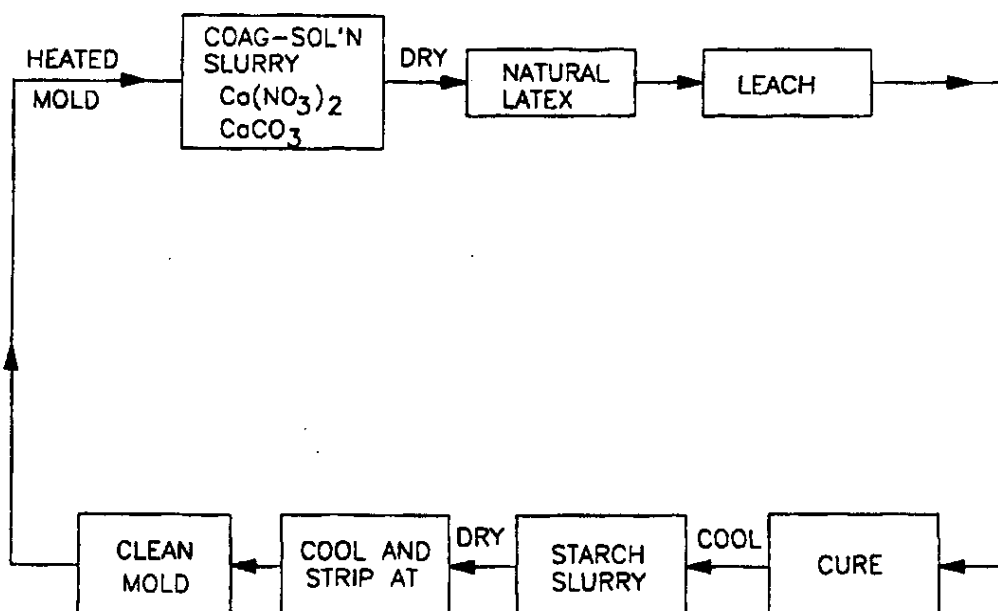 HEATED
MOLD
COAG-SOL'N
SLURRY
Ca(NO3)2
CaCO3
DRY
NATURAL
LATEX
LEACH
CURE
COOL
STARCH
SLURRY
DRY
COOL AND
STRIP AT
CLEAN
MOLD